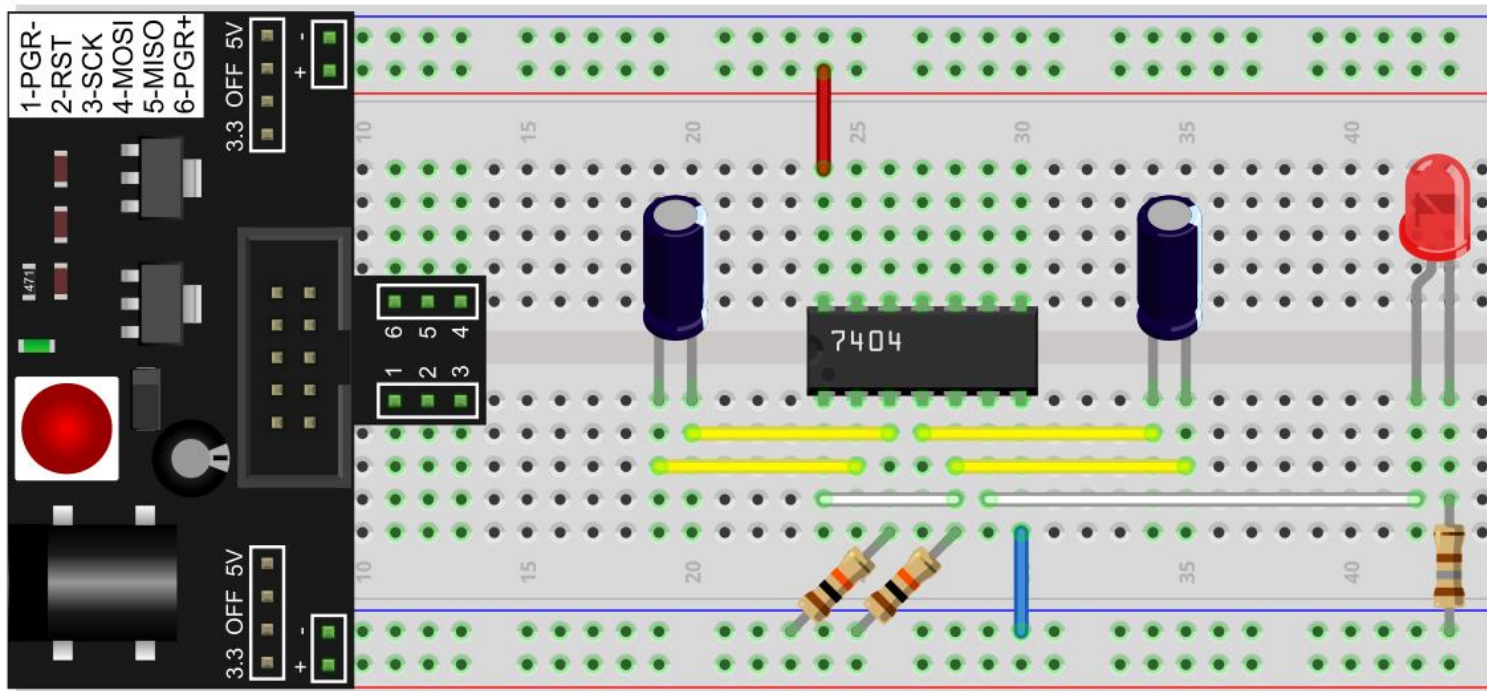 1-PGR-
2-RST
3-SCK
4-MOSI
5-MISO
6-PGR+
3.3 OFF 5V
+ -
10 15 20 25 30 35 40
471
6 5 4
1 2 3
7404
3.3 OFF 5V
+ -
10 15 20 35 40